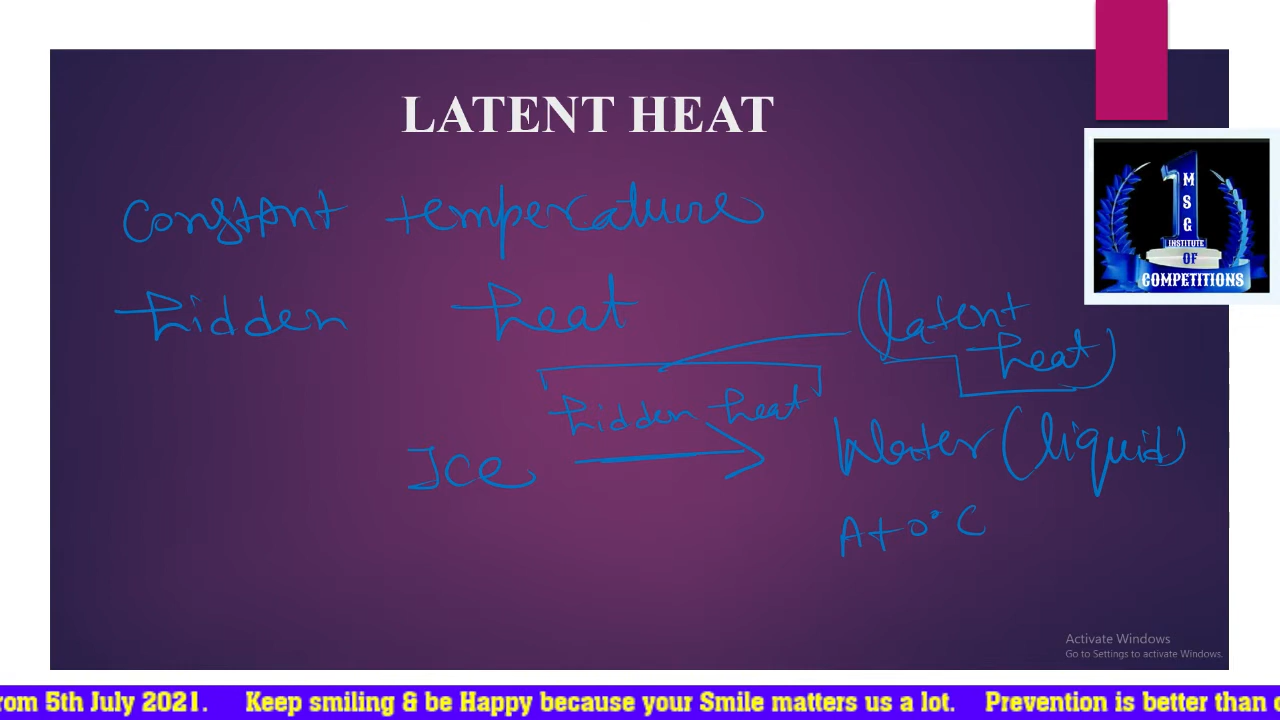 LATENT HEAT
Constant temperature
hidden heat
(latent
heat)
hidden heat
Ice Water (liquid)
At 0° C
1
M
S
G
INSTITUTE
OF
COMPETITIONS
Activate Windows
Go to Settings to activate Windows.
rom 5th July 2021. Keep smiling & be Happy because your Smile matters us a lot. Prevention is better than